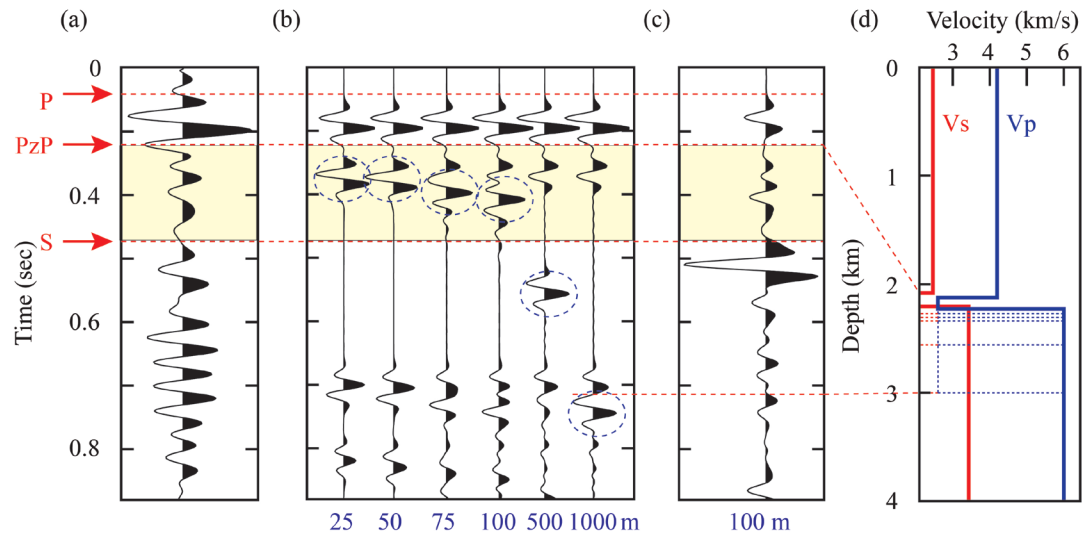 (a)
(b)
(c)
(d)
Velocity (km/s)
3 4 5 6
0
P
PzP
0.4
S
0.6
0.8
Time (sec)
25 50 75 100 500 1000 m
100 m
Depth (km)
0
1
2
3
4
Vs
Vp